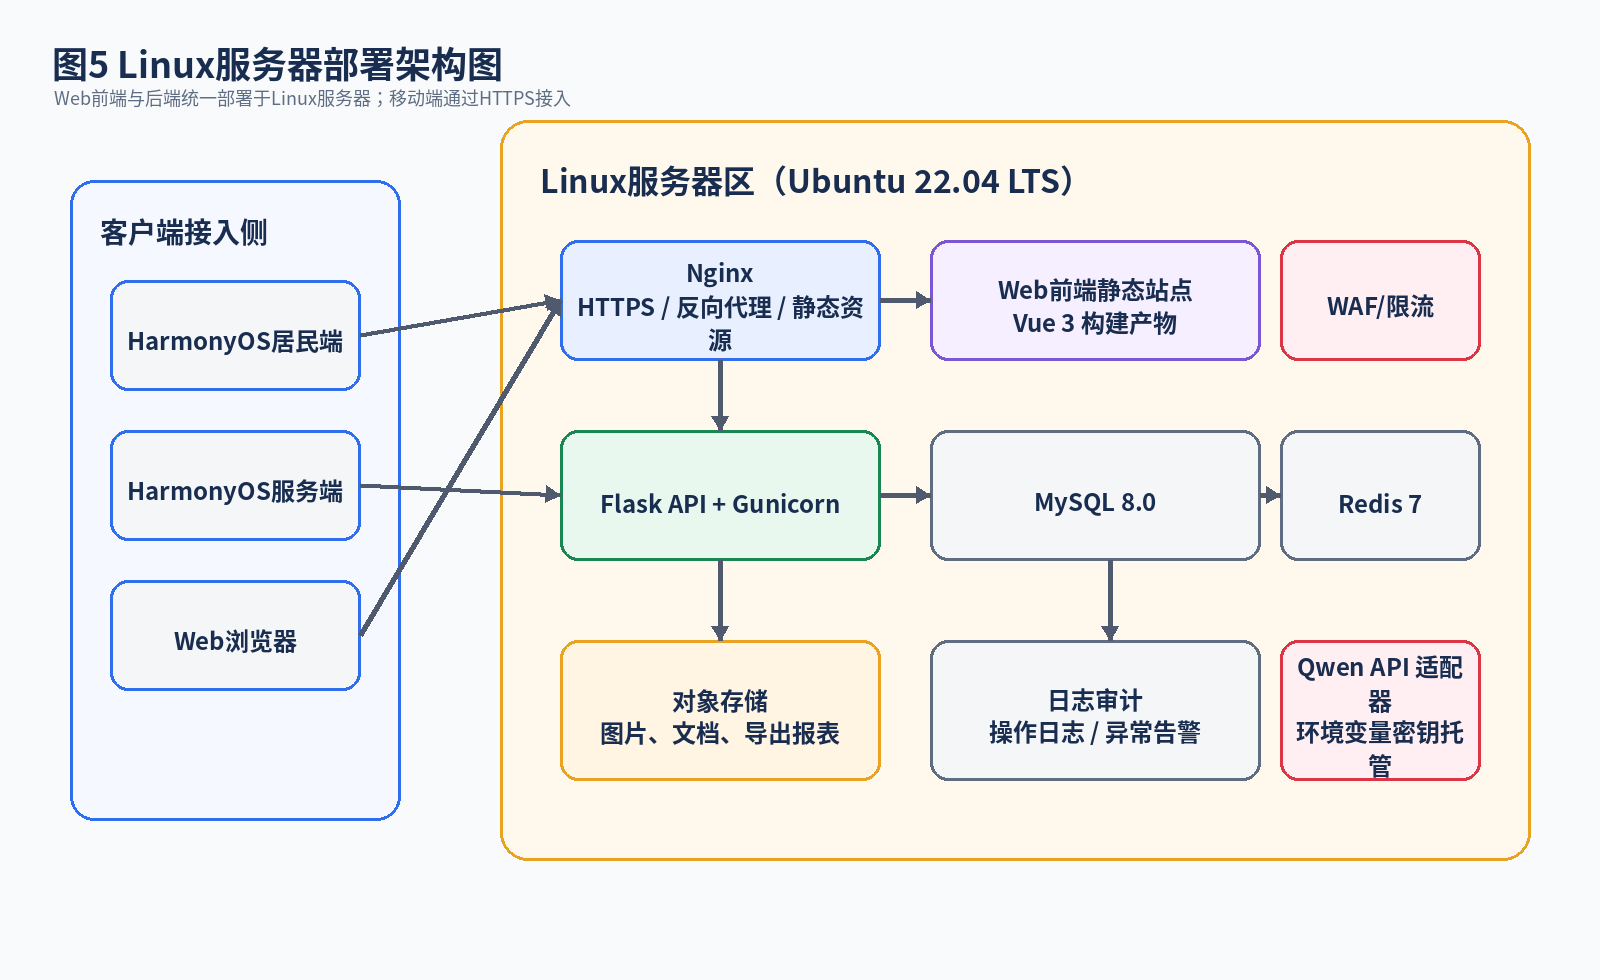 图5 Linux服务器部署架构图
Web前端与后端统一部署于Linux服务器；移动端通过HTTPS接入
客户端接入侧
HarmonyOS居民端
HarmonyOS服务端
Web浏览器
Linux服务器区（Ubuntu 22.04 LTS）
Nginx
HTTPS / 反向代理 / 静态资
源
Web前端静态站点
Vue 3 构建产物
WAF/限流
Flask API + Gunicorn
MySQL 8.0
Redis 7
对象存储
图片、文档、导出报表
日志审计
操作日志 / 异常告警
Qwen API 适配
器
环境变量密钥托
管